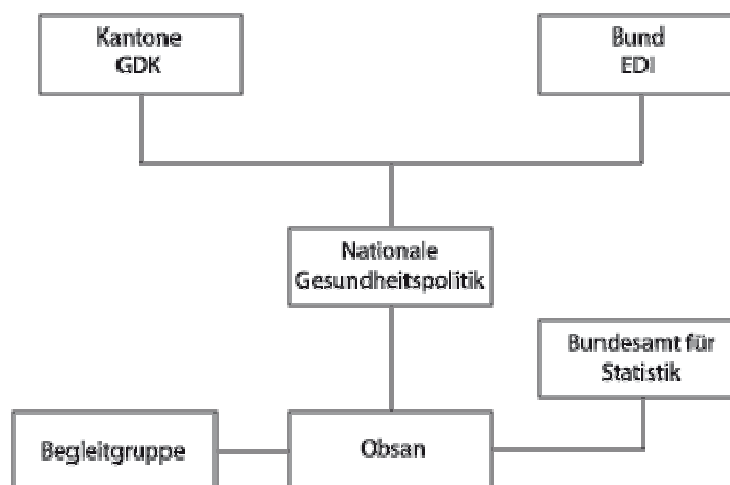 Kantone
GDK
Bund
EDI
Nationale
Gesundheitspolitik
Bundesamt für
Statistik
Begleitgruppe
Obsan